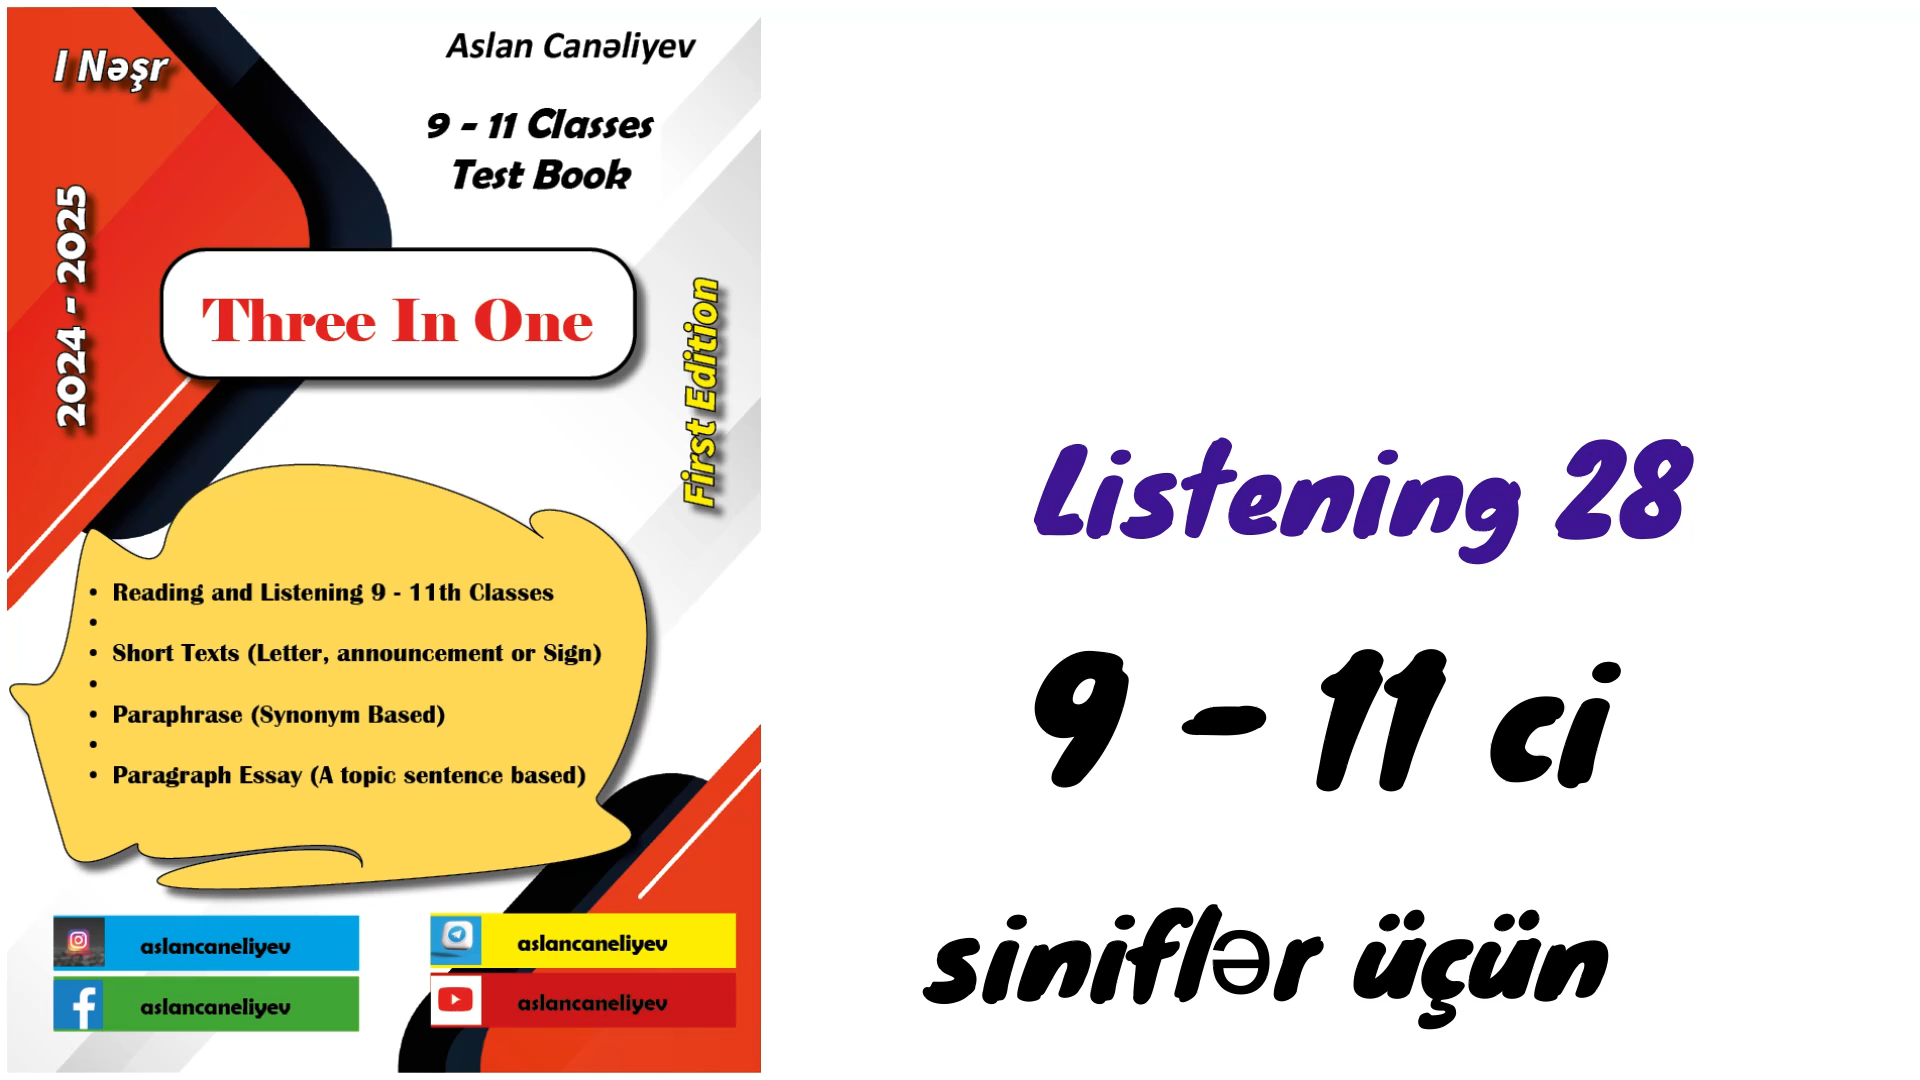 I Nəşr
Aslan Canəliyev
9 - 11 Classes
Test Book
2024 - 2025
Three In One
First Edition
• Reading and Listening 9 - 11th Classes
•
• Short Texts (Letter, announcement or Sign)
•
• Paraphrase (Synonym Based)
•
• Paragraph Essay (A topic sentence based)
aslancaneliyev
aslancaneliyev
aslancaneliyev
aslancaneliyev
Listening 28
9 - 11 ci
siniflər üçün